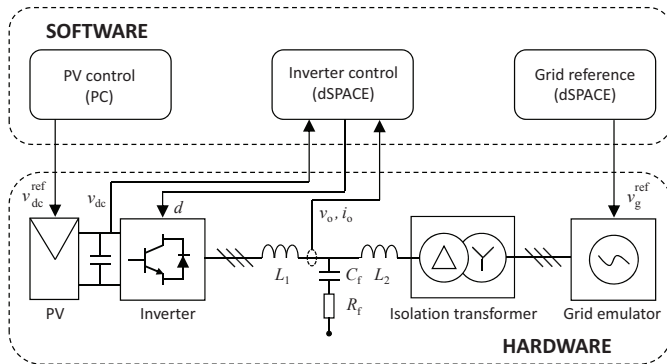 SOFTWARE
PV control
(PC)
Inverter control
(dSPACE)
Grid reference
(dSPACE)
v_dc^ref
v_dc
d
v_o, i_o
v_g^ref
L_1
C_f
L_2
R_f
PV
Inverter
Isolation transformer
Grid emulator
HARDWARE